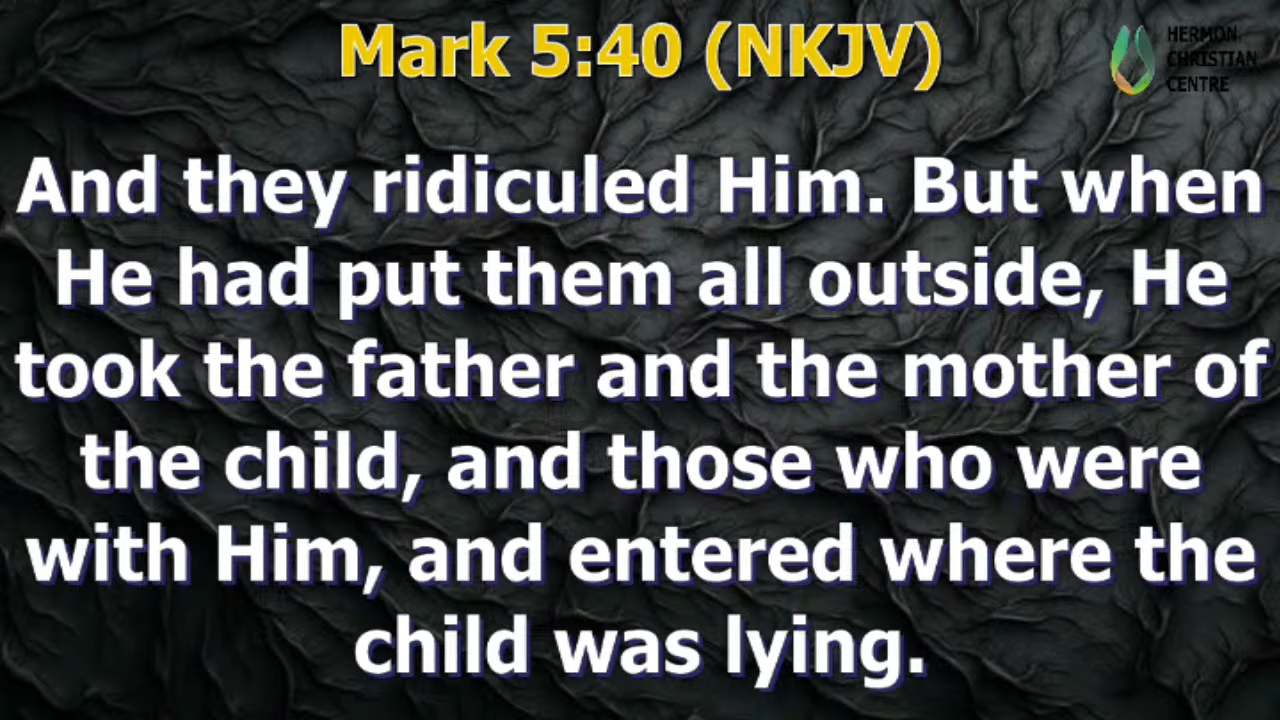 Mark 5:40 (NKJV)
HERMON
CHRISTIAN
CENTRE
And they ridiculed Him. But when
He had put them all outside, He
took the father and the mother of
the child, and those who were
with Him, and entered where the
child was lying.